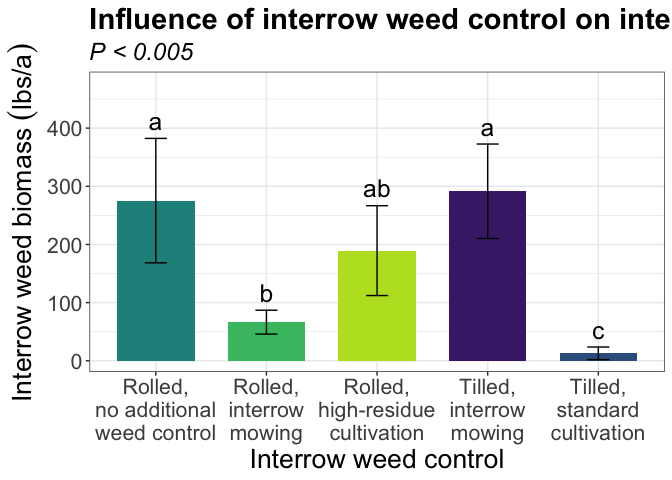 Influence of interrow weed control on inte
P < 0.005
Interrow weed biomass (lbs/a)
400
300
200
100
0
a
b
ab
a
c
Rolled,
no additional
weed control
Rolled,
interrow
mowing
Rolled,
high-residue
cultivation
Tilled,
interrow
mowing
Tilled,
standard
cultivation
Interrow weed control